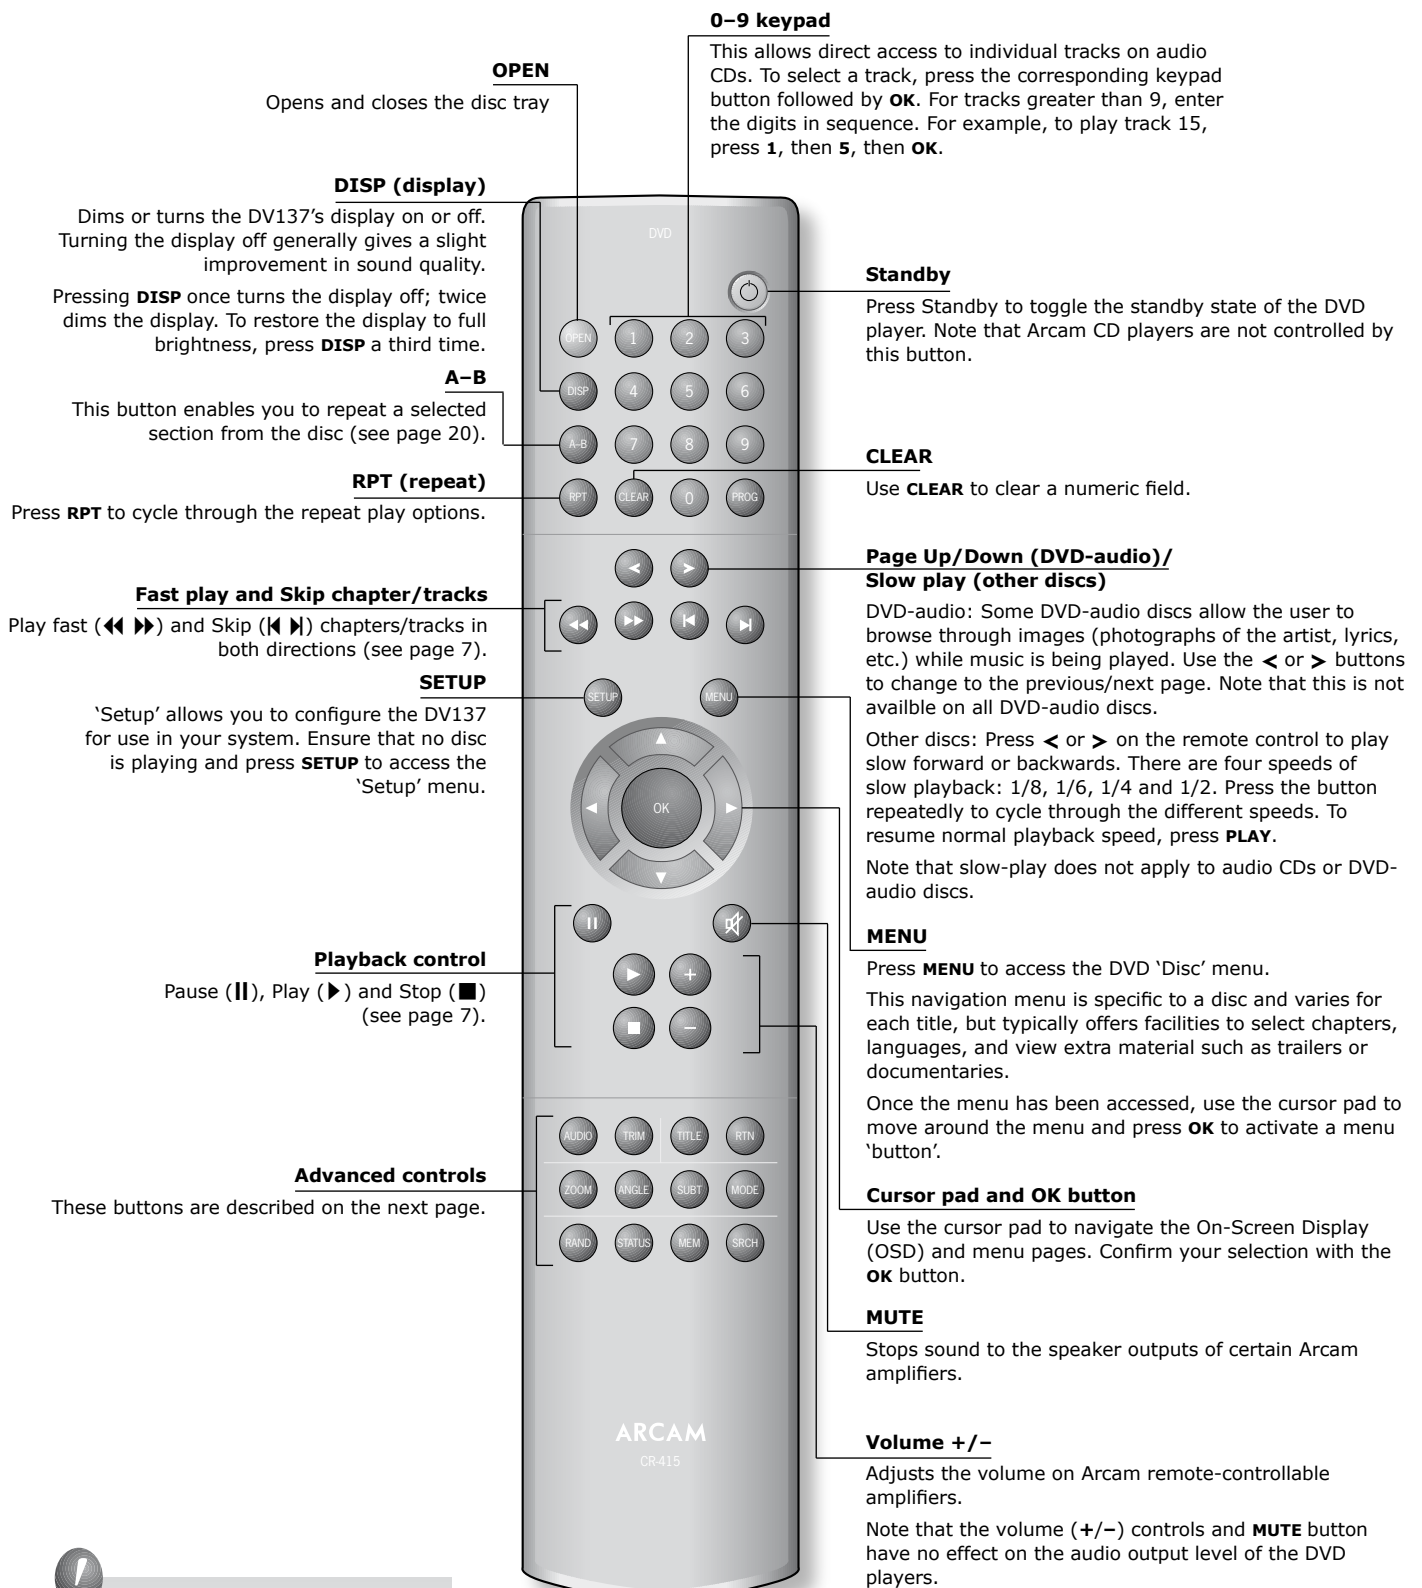 0–9 keypad
This allows direct access to individual tracks on audio
CDs. To select a track, press the corresponding keypad
button followed by OK. For tracks greater than 9, enter
the digits in sequence. For example, to play track 15,
press 1, then 5, then OK.
OPEN
Opens and closes the disc tray
DISP (display)
Dims or turns the DV137’s display on or off.
Turning the display off generally gives a slight
improvement in sound quality.
Pressing DISP once turns the display off; twice
dims the display. To restore the display to full
brightness, press DISP a third time.
A–B
This button enables you to repeat a selected
section from the disc (see page 20).
RPT (repeat)
Press RPT to cycle through the repeat play options.
Fast play and Skip chapter/tracks
Play fast (◀◀ ▶▶) and Skip (|◀ ▶|) chapters/tracks in
both directions (see page 7).
SETUP
‘Setup’ allows you to configure the DV137
for use in your system. Ensure that no disc
is playing and press SETUP to access the
‘Setup’ menu.
Playback control
Pause (||), Play (▶) and Stop (■)
(see page 7).
Advanced controls
These buttons are described on the next page.
DVD
OPEN 1 2 3
DISP 4 5 6
A–B 7 8 9
RPT CLEAR 0 PROG
< >
SETUP MENU
OK
+
–
AUDIO TRIM TITLE RTN
ZOOM ANGLE SUBT MODE
RAND STATUS MEM SRCH
ARCAM
CR-415
Standby
Press Standby to toggle the standby state of the DVD
player. Note that Arcam CD players are not controlled by
this button.
CLEAR
Use CLEAR to clear a numeric field.
Page Up/Down (DVD-audio)/
Slow play (other discs)
DVD-audio: Some DVD-audio discs allow the user to
browse through images (photographs of the artist, lyrics,
etc.) while music is being played. Use the < or > buttons
to change to the previous/next page. Note that this is not
availble on all DVD-audio discs.
Other discs: Press < or > on the remote control to play
slow forward or backwards. There are four speeds of
slow playback: 1/8, 1/6, 1/4 and 1/2. Press the button
repeatedly to cycle through the different speeds. To
resume normal playback speed, press PLAY.
Note that slow-play does not apply to audio CDs or DVD-
audio discs.
MENU
Press MENU to access the DVD ‘Disc’ menu.
This navigation menu is specific to a disc and varies for
each title, but typically offers facilities to select chapters,
languages, and view extra material such as trailers or
documentaries.
Once the menu has been accessed, use the cursor pad to
move around the menu and press OK to activate a menu
‘button’.
Cursor pad and OK button
Use the cursor pad to navigate the On-Screen Display
(OSD) and menu pages. Confirm your selection with the
OK button.
MUTE
Stops sound to the speaker outputs of certain Arcam
amplifiers.
Volume +/–
Adjusts the volume on Arcam remote-controllable
amplifiers.
Note that the volume (+/–) controls and MUTE button
have no effect on the audio output level of the DVD
players.
!